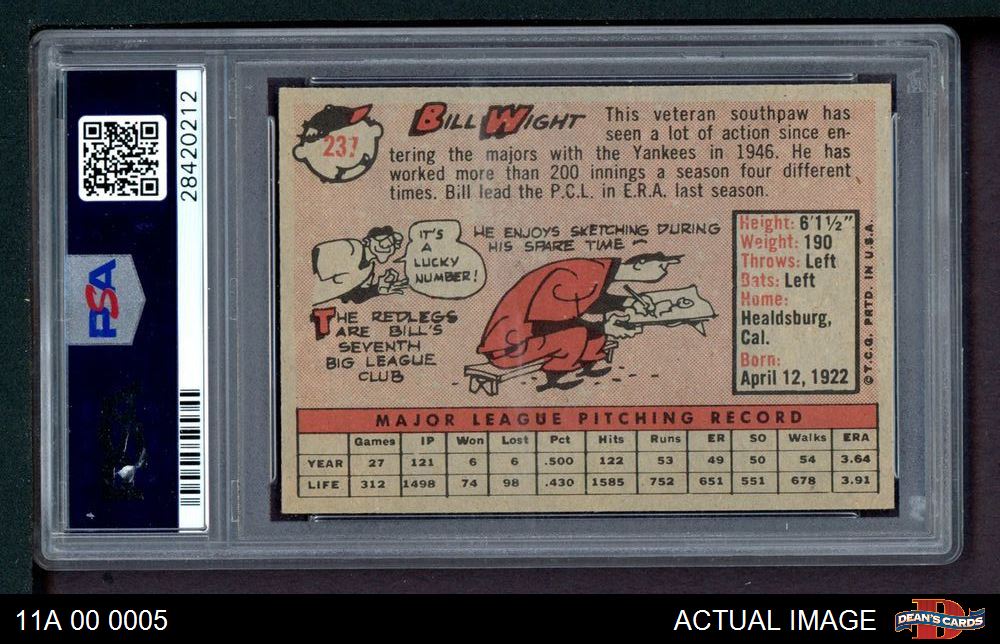 28420212
PSA
237
BILL WIGHT
This veteran southpaw has
seen a lot of action since en-
tering the majors with the Yankees in 1946. He has
worked more than 200 innings a season four different
times. Bill lead the P.C.L. in E.R.A. last season.
IT'S
A
LUCKY
NUMBER!
HE ENJOYS SKETCHING DURING
HIS SPARE TIME
THE REDLEGS
ARE BILL'S
SEVENTH
BIG LEAGUE
CLUB
Height: 6'1½"
Weight: 190
Throws: Left
Bats: Left
Home:
Healdsburg,
Cal.
Born:
April 12, 1922
© T.C.G. PRTD. IN U.S.A.
MAJOR LEAGUE PITCHING RECORD
Games IP Won Lost Pct Hits Runs ER SO Walks ERA
YEAR 27 121 6 6 .500 122 53 49 50 54 3.64
LIFE 312 1498 74 98 .430 1585 752 651 551 678 3.91
11A 00 0005
ACTUAL IMAGE
DEAN'S CARDS